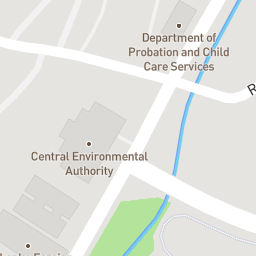 Department of
Probation and Child
Care Services
Central Environmental
Authority